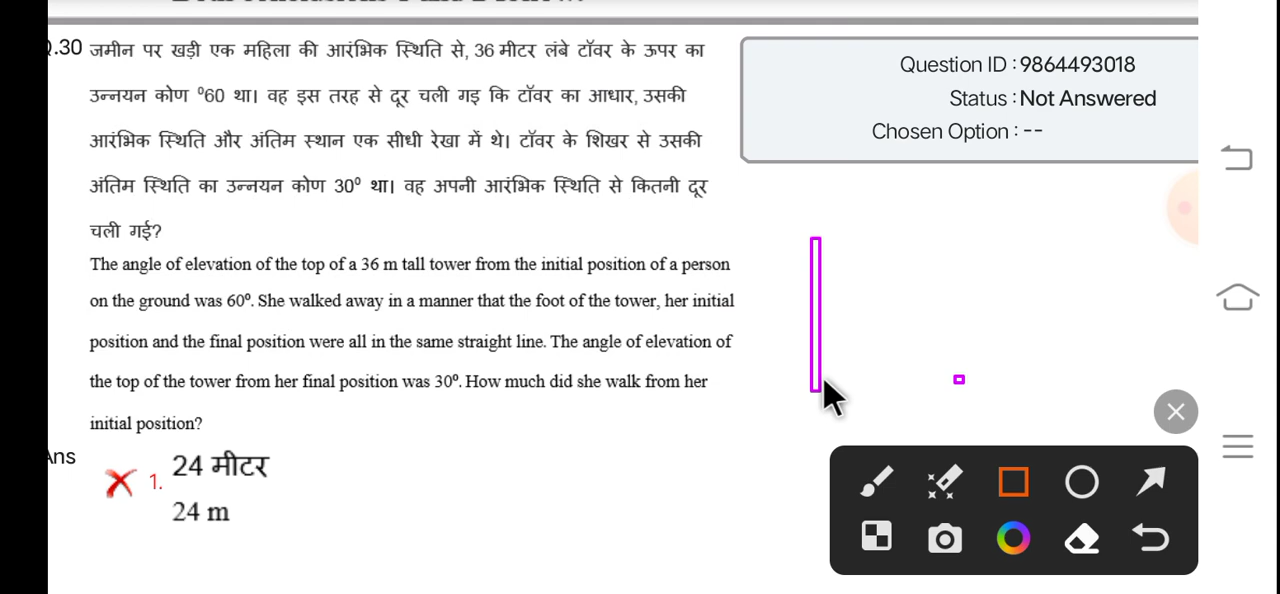 .30 जमीन पर खड़ी एक महिला की आरंभिक स्थिति से, 36 मीटर लंबे टॉवर के ऊपर का
उन्नयन कोण ⁰60 था। वह इस तरह से दूर चली गइ कि टॉवर का आधार, उसकी
आरंभिक स्थिति और अंतिम स्थान एक सीधी रेखा में थे। टॉवर के शिखर से उसकी
अंतिम स्थिति का उन्नयन कोण 30⁰ था। वह अपनी आरंभिक स्थिति से कितनी दूर
चली गई?
The angle of elevation of the top of a 36 m tall tower from the initial position of a person
on the ground was 60⁰. She walked away in a manner that the foot of the tower, her initial
position and the final position were all in the same straight line. The angle of elevation of
the top of the tower from her final position was 30⁰. How much did she walk from her
initial position?
Ans
1. 24 मीटर
24 m
Question ID : 9864493018
Status : Not Answered
Chosen Option : --